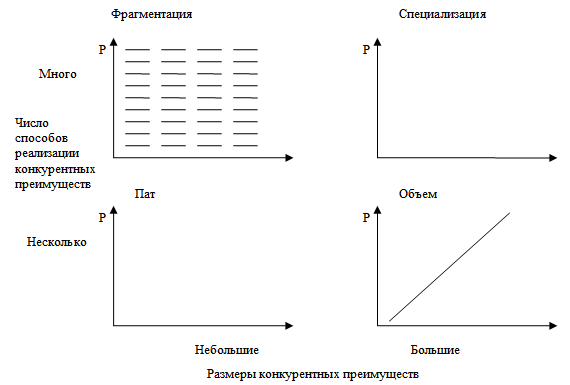 Фрагментация
Специализация
Р
Р
Много
Число
способов
реализации
конкурентных
преимуществ
Пат
Объем
Р
Р
Несколько
Небольшие
Большие
Размеры конкурентных преимуществ